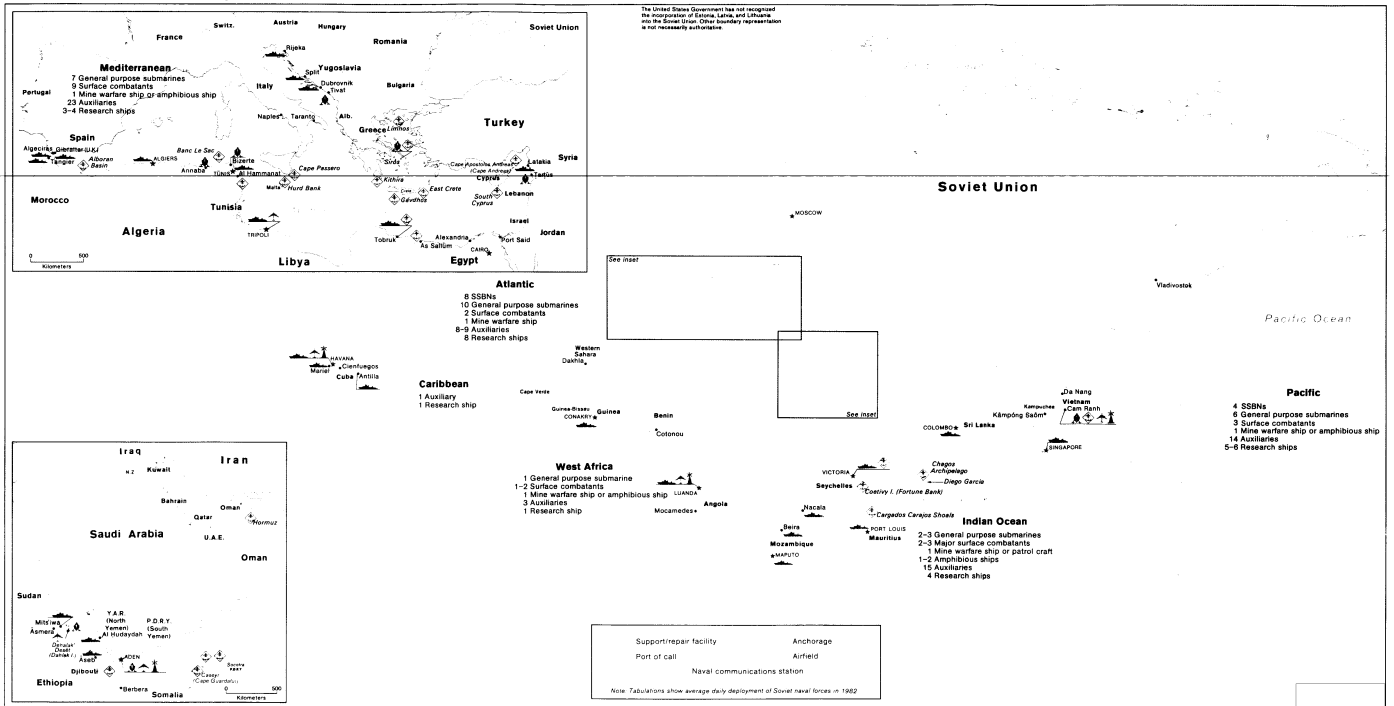 The United States Government has not recognized
the incorporation of Estonia, Latvia, and Lithuania
into the Soviet Union. Other boundary representation
is not necessarily authoritative.
Switz.
Austria
Hungary
Soviet Union
France
Romania
Rijeka
Yugoslavia
Mediterranean
7 General purpose submarines
9 Surface combatants
1 Mine warfare ship or amphibious ship
23 Auxiliaries
3-4 Research ships
Split
Dubrovnik
Tivat
Italy
Bulgaria
Portugal
Naples
Taranto
Alb.
Greece
Limnos
Turkey
Spain
Algeciras
Gibraltar (U.K.)
Tangier
Alboran
Basin
ALGIERS
Banc Le Sac
Annaba
Bizerte
TUNIS
Al Hammanat
Cape Passero
Malta
Hurd Bank
Sirós
Kithira
Crete
East Crete
Gávdhos
Cape Apostolos Andreas
(Cape Andreas)
Cyprus
South
Cyprus
Latakia
Tartūs
Syria
Lebanon
Morocco
Tunisia
Algeria
TRIPOLI
Libya
Tobruk
As Sallūm
Alexandria
CAIRO
Port Said
Egypt
Israel
Jordan
0 500
Kilometers
Soviet Union
MOSCOW
See inset
Vladivostok
Pacific Ocean
Atlantic
8 SSBNs
10 General purpose submarines
2 Surface combatants
1 Mine warfare ship
8-9 Auxiliaries
8 Research ships
HAVANA
Mariel
Cienfuegos
Cuba
Antilla
Caribbean
1 Auxiliary
1 Research ship
Western
Sahara
Dakhla
Cape Verde
Guinea-Bissau
Guinea
CONAKRY
Benin
Cotonou
See inset
COLOMBO
Sri Lanka
Da Nang
Kampuchea
Vietnam
Cam Ranh
Kâmpóng Saôm
SINGAPORE
Pacific
4 SSBNs
6 General purpose submarines
3 Surface combatants
1 Mine warfare ship or amphibious ship
14 Auxiliaries
5-6 Research ships
West Africa
1 General purpose submarine
1-2 Surface combatants
1 Mine warfare ship or amphibious ship
3 Auxiliaries
1 Research ship
LUANDA
Angola
Mocamedes
VICTORIA
Seychelles
Chagos
Archipelago
Diego Garcia
Coetivy I. (Fortune Bank)
Nacala
Cargados Carajos Shoals
Beira
Mozambique
MAPUTO
PORT LOUIS
Mauritius
Indian Ocean
2-3 General purpose submarines
2-3 Major surface combatants
1 Mine warfare ship or patrol craft
1-2 Amphibious ships
15 Auxiliaries
4 Research ships
Iraq
N.Z
Kuwait
Iran
Bahrain
Qatar
Oman
Hormuz
Saudi Arabia
U.A.E.
Oman
Sudan
Mits'iwa
Asmera
Y.A.R.
(North
Yemen)
P.D.R.Y.
(South
Yemen)
Al Hudaydah
Dehalak'
Deset
(Dahlak I.)
Aseb
ADEN
Djibouti
Socotra
P.D.R.Y.
Caseyr
(Cape Guardafui)
Ethiopia
Berbera
Somalia
0 500
Kilometers
Support/repair facility
Anchorage
Port of call
Airfield
Naval communications station
Note: Tabulations show average daily deployment of Soviet naval forces in 1982